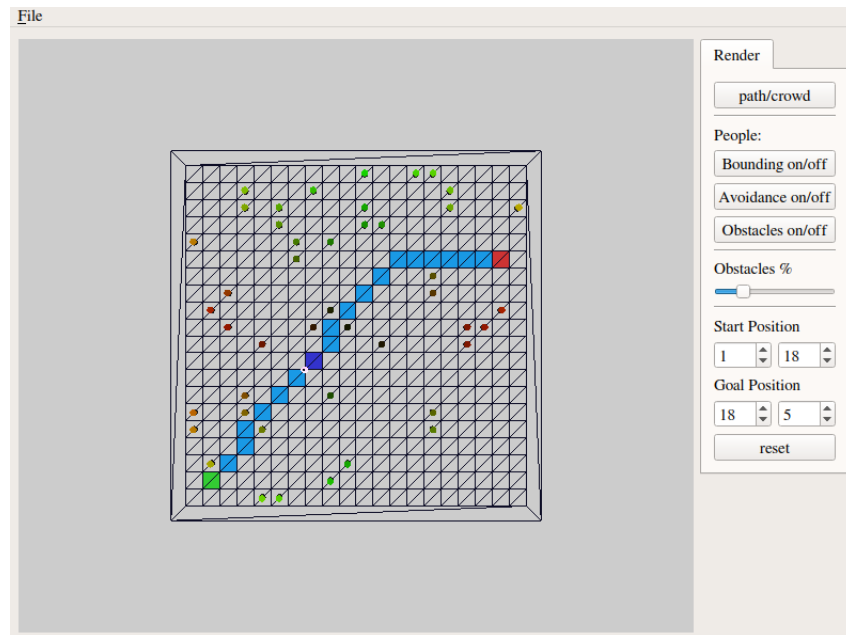 File
Render
path/crowd
People:
Bounding on/off
Avoidance on/off
Obstacles on/off
Obstacles %
Start Position
1 18
Goal Position
18 5
reset